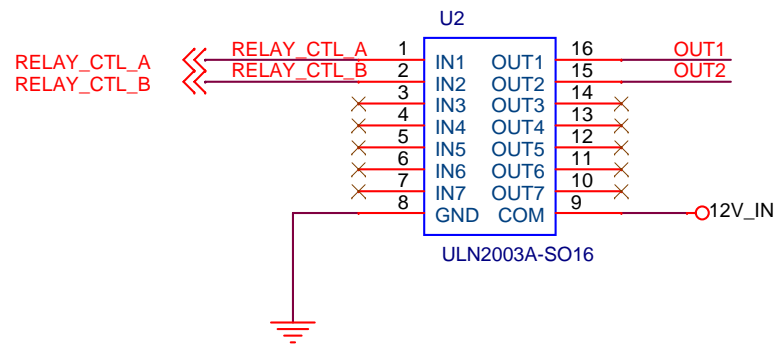 U2
RELAY_CTL_A RELAY_CTL_A 1 IN1 OUT1 16 OUT1
RELAY_CTL_B RELAY_CTL_B 2 IN2 OUT2 15 OUT2
3 IN3 OUT3 14
4 IN4 OUT4 13
5 IN5 OUT5 12
6 IN6 OUT6 11
7 IN7 OUT7 10
8 GND COM 9 12V_IN
ULN2003A-SO16